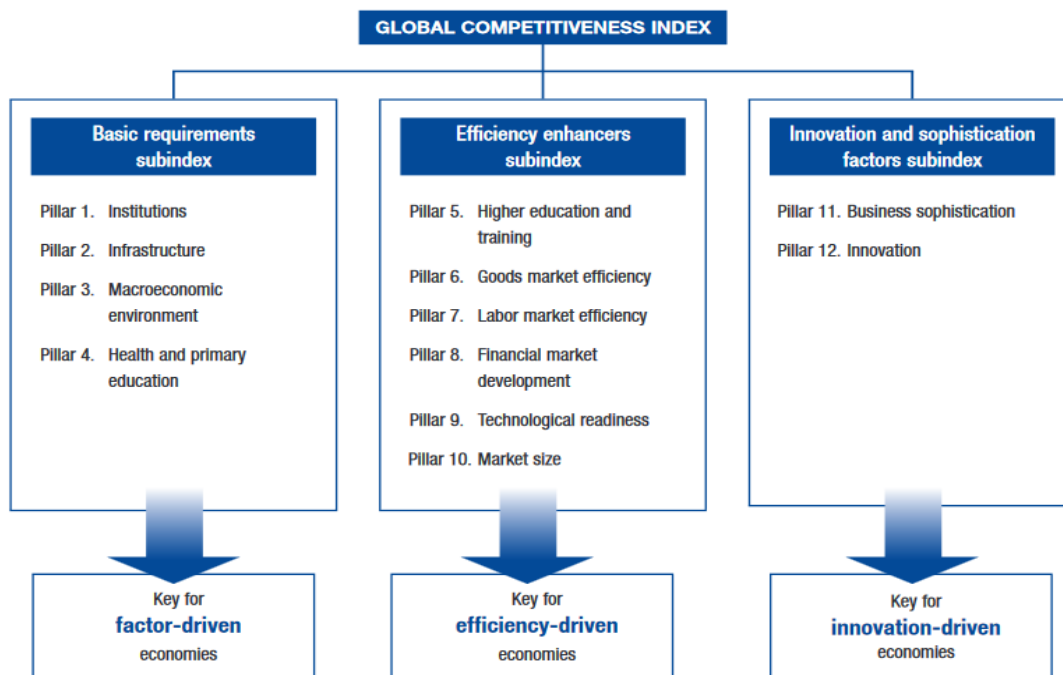 GLOBAL COMPETITIVENESS INDEX
Basic requirements
subindex
Pillar 1. Institutions
Pillar 2. Infrastructure
Pillar 3. Macroeconomic
environment
Pillar 4. Health and primary
education
Key for
factor-driven
economies
Efficiency enhancers
subindex
Pillar 5. Higher education and
training
Pillar 6. Goods market efficiency
Pillar 7. Labor market efficiency
Pillar 8. Financial market
development
Pillar 9. Technological readiness
Pillar 10. Market size
Key for
efficiency-driven
economies
Innovation and sophistication
factors subindex
Pillar 11. Business sophistication
Pillar 12. Innovation
Key for
innovation-driven
economies